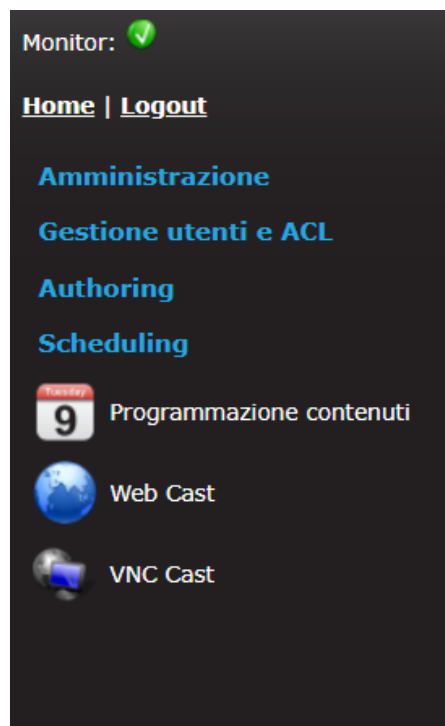 Monitor:
Home | Logout
Amministrazione
Gestione utenti e ACL
Authoring
Scheduling
Tuesday
9
Programmazione contenuti
Web Cast
VNC Cast